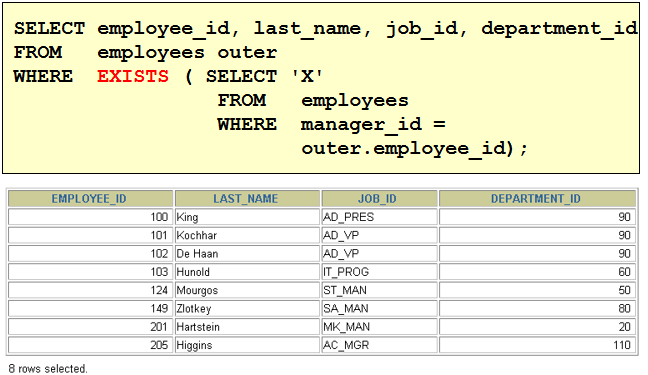 SELECT employee_id, last_name, job_id, department_id
FROM employees outer
WHERE EXISTS ( SELECT 'X'
FROM employees
WHERE manager_id =
outer.employee_id);
EMPLOYEE_ID LAST_NAME JOB_ID DEPARTMENT_ID
100 King AD_PRES 90
101 Kochhar AD_VP 90
102 De Haan AD_VP 90
103 Hunold IT_PROG 60
124 Mourgos ST_MAN 50
149 Zlotkey SA_MAN 80
201 Hartstein MK_MAN 20
205 Higgins AC_MGR 110
8 rows selected.